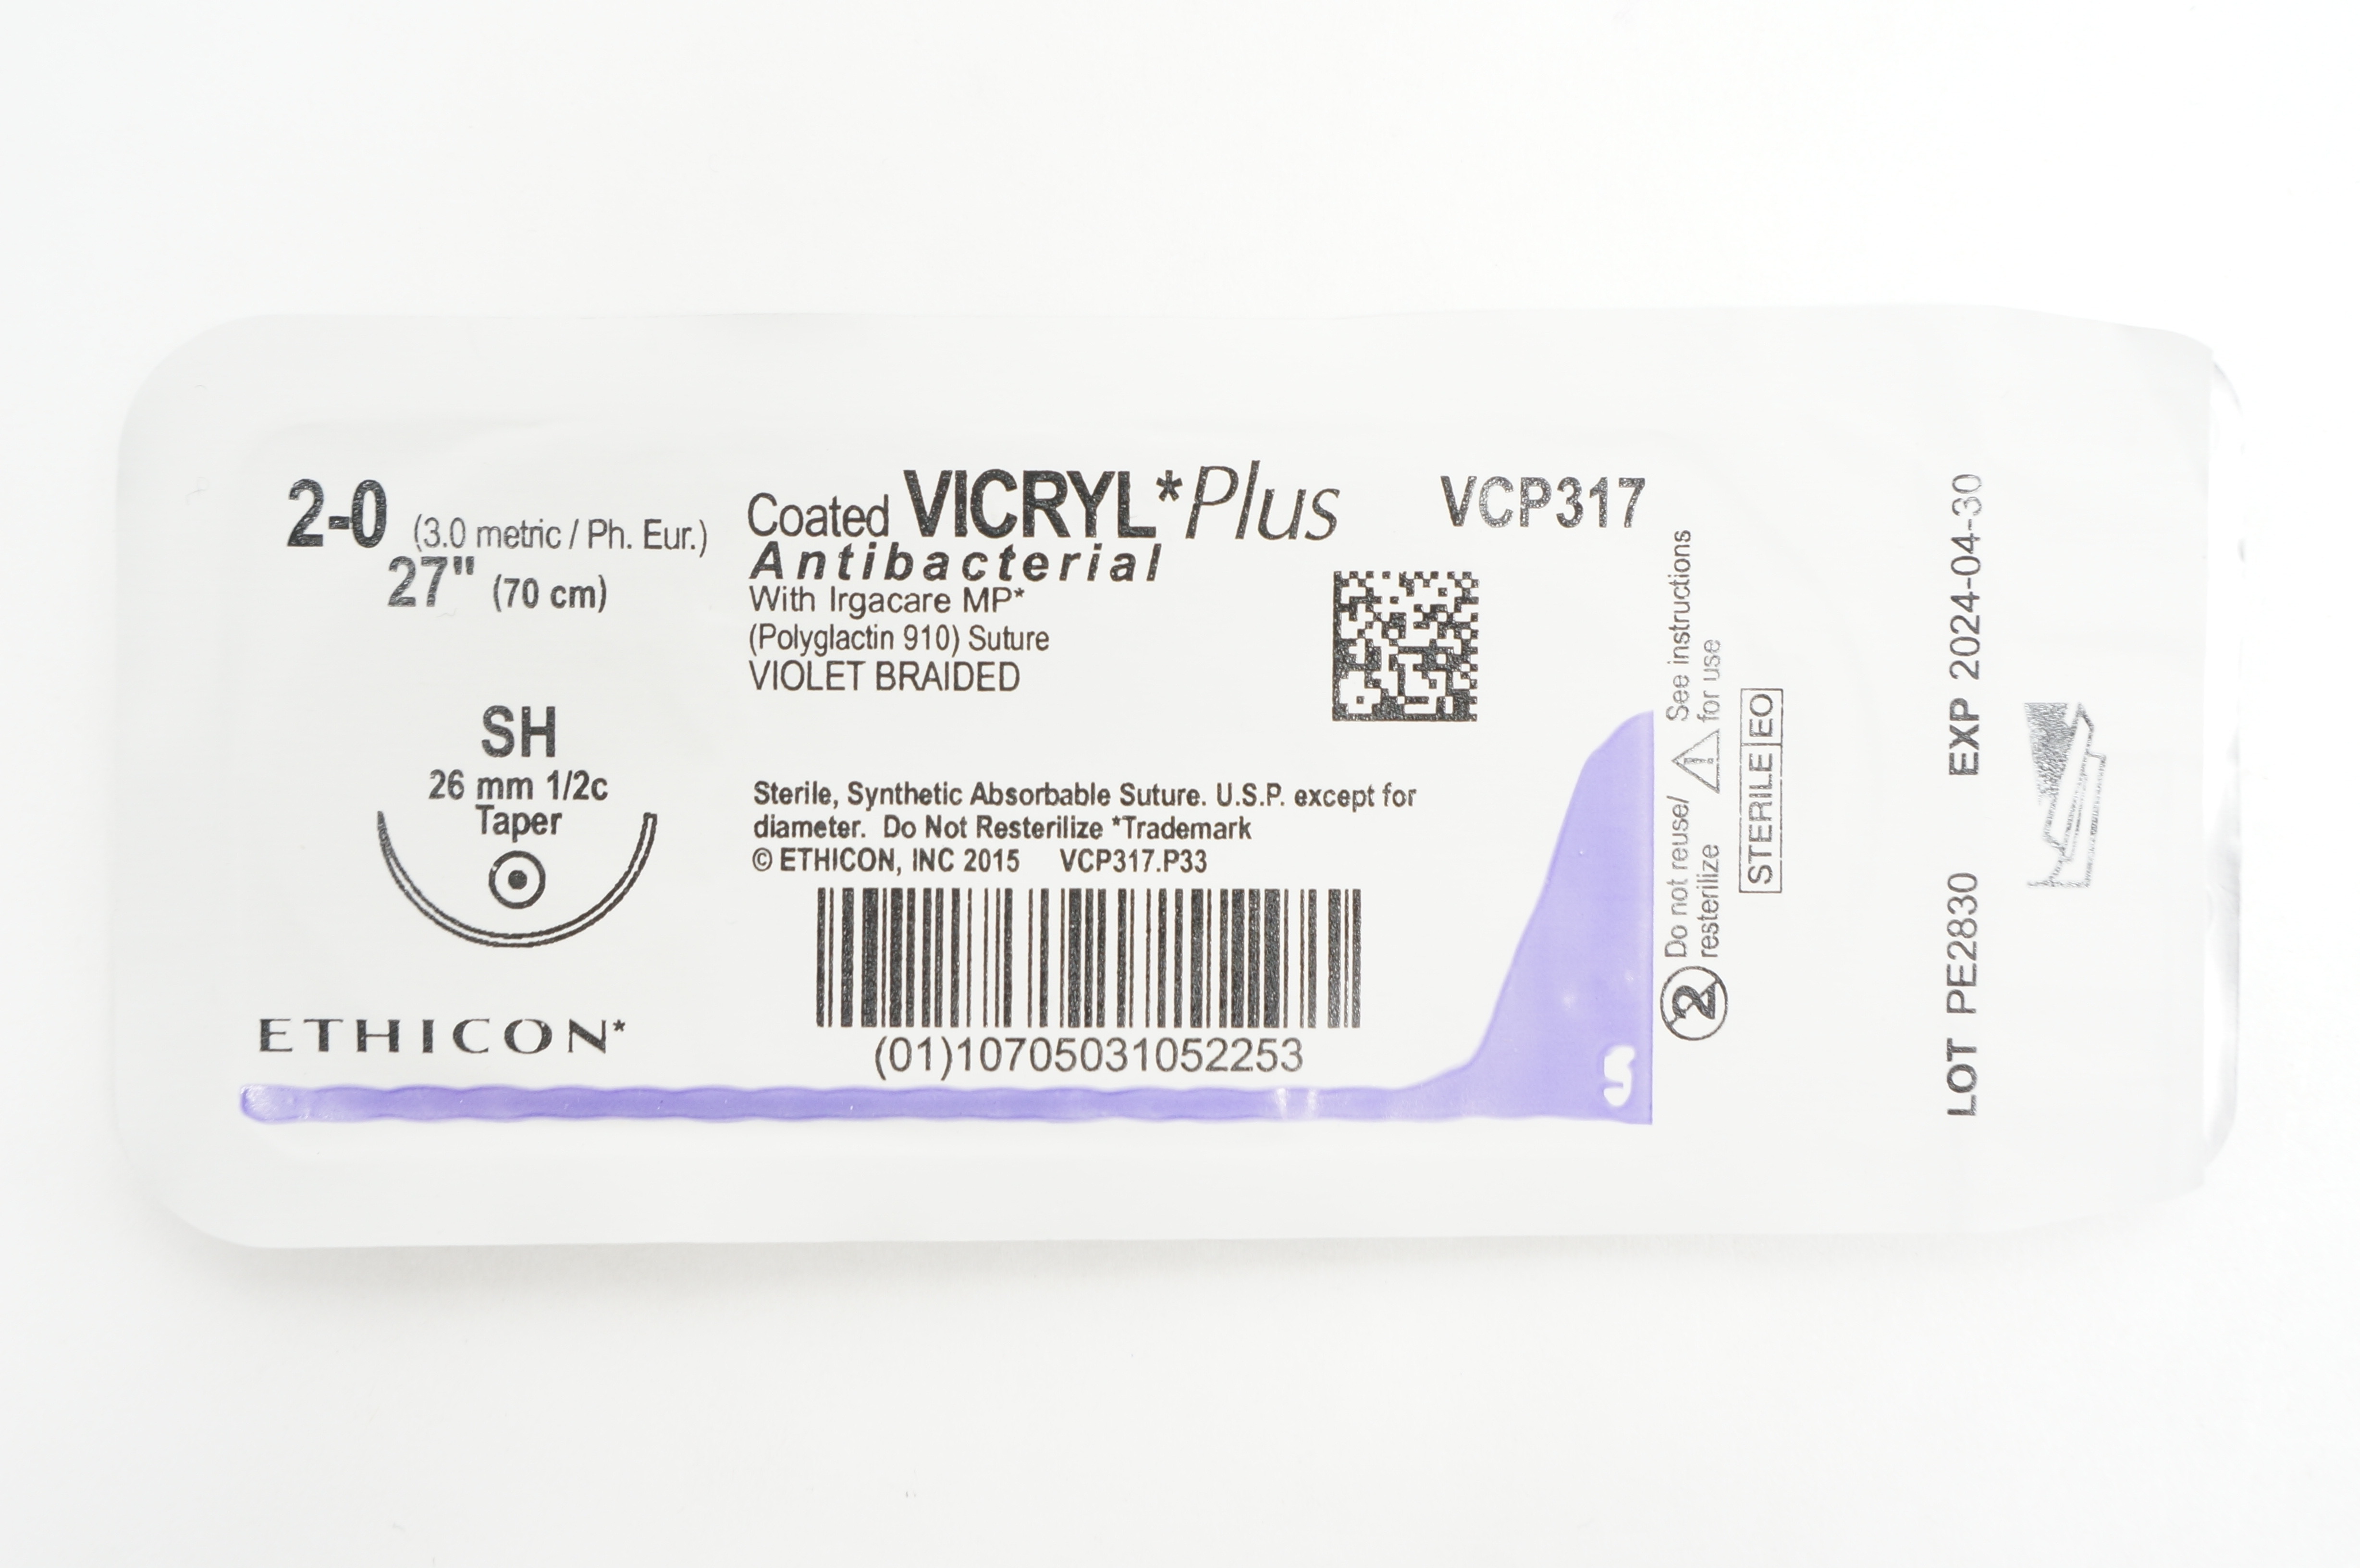 2-0 (3.0 metric / Ph. Eur.)
27" (70 cm)
SH
26 mm 1/2c
Taper
ETHICON*
Coated VICRYL*Plus
Antibacterial
With Irgacare MP*
(Polyglactin 910) Suture
VIOLET BRAIDED
VCP317
Sterile, Synthetic Absorbable Suture. U.S.P. except for
diameter. Do Not Resterilize *Trademark
© ETHICON, INC 2015 VCP317.P33
(01)10705031052253
5
2 Do not reuse/
resterilize
See instructions
for use
STERILE EO
LOT PE2830 EXP 2024-04-30